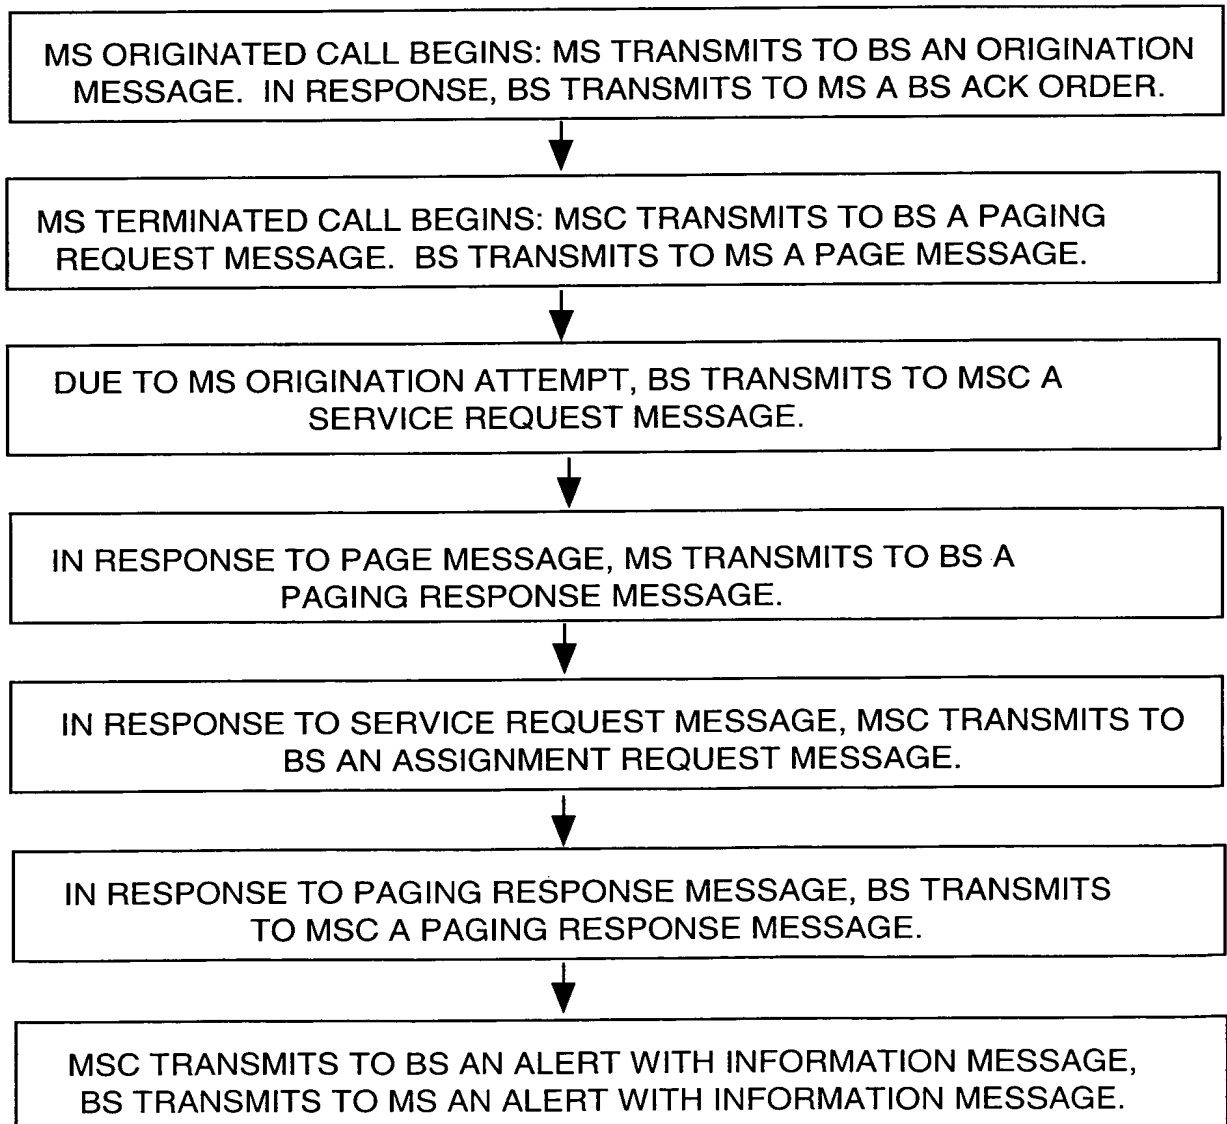 MS ORIGINATED CALL BEGINS: MS TRANSMITS TO BS AN ORIGINATION
MESSAGE. IN RESPONSE, BS TRANSMITS TO MS A BS ACK ORDER.
MS TERMINATED CALL BEGINS: MSC TRANSMITS TO BS A PAGING
REQUEST MESSAGE. BS TRANSMITS TO MS A PAGE MESSAGE.
DUE TO MS ORIGINATION ATTEMPT, BS TRANSMITS TO MSC A
SERVICE REQUEST MESSAGE.
IN RESPONSE TO PAGE MESSAGE, MS TRANSMITS TO BS A
PAGING RESPONSE MESSAGE.
IN RESPONSE TO SERVICE REQUEST MESSAGE, MSC TRANSMITS TO
BS AN ASSIGNMENT REQUEST MESSAGE.
IN RESPONSE TO PAGING RESPONSE MESSAGE, BS TRANSMITS
TO MSC A PAGING RESPONSE MESSAGE.
MSC TRANSMITS TO BS AN ALERT WITH INFORMATION MESSAGE,
BS TRANSMITS TO MS AN ALERT WITH INFORMATION MESSAGE.